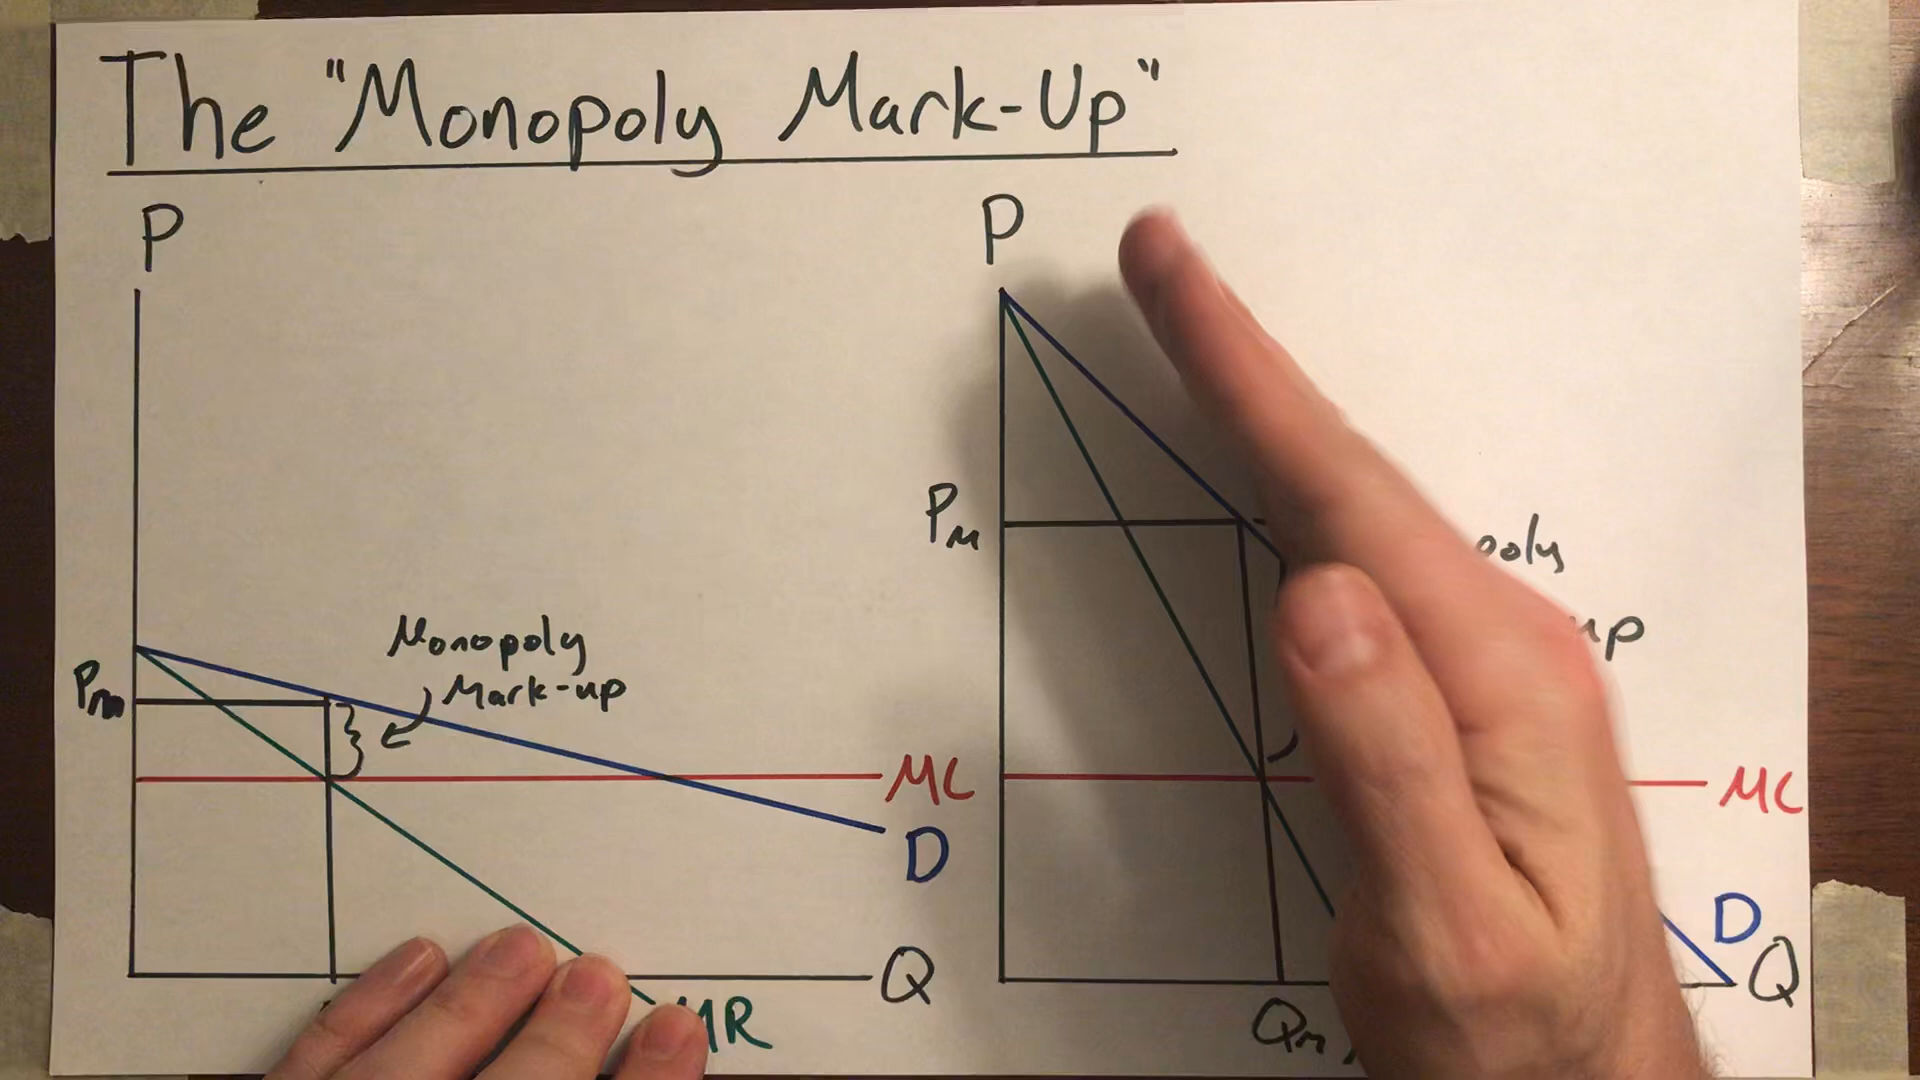 The "Monopoly Mark-Up"
P
P
Pm
Monopoly
Mark-up
MC
D
Q
MR
PM
MC
D
Q
Qm